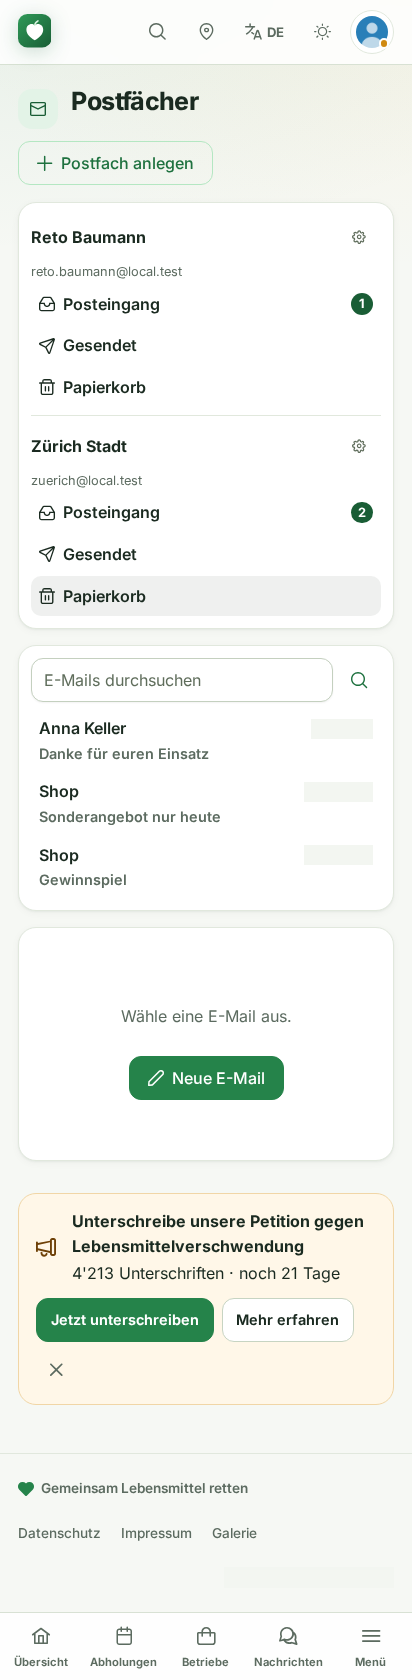 DE
Postfächer
Postfach anlegen
Reto Baumann
reto.baumann@local.test
Posteingang 1
Gesendet
Papierkorb
Zürich Stadt
zuerich@local.test
Posteingang 2
Gesendet
Papierkorb
E-Mails durchsuchen
Anna Keller
Danke für euren Einsatz
Shop
Sonderangebot nur heute
Shop
Gewinnspiel
Wähle eine E-Mail aus.
Neue E-Mail
Unterschreibe unsere Petition gegen
Lebensmittelverschwendung
4'213 Unterschriften · noch 21 Tage
Jetzt unterschreiben Mehr erfahren
Gemeinsam Lebensmittel retten
Datenschutz Impressum Galerie
Übersicht Abholungen Betriebe Nachrichten Menü